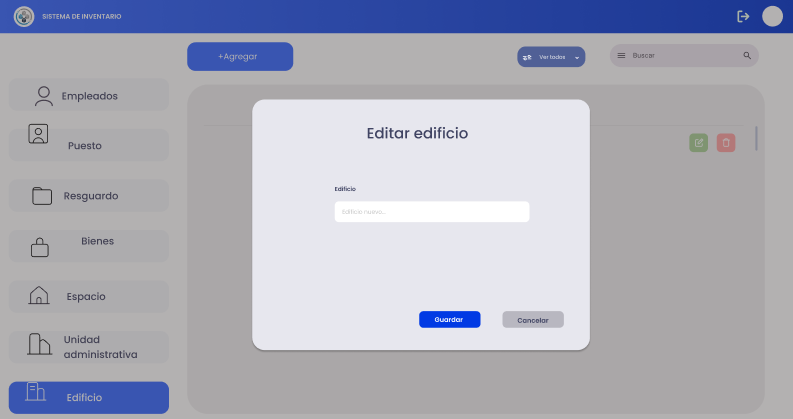 SISTEMA DE INVENTARIO
+Agregar
Ver todos
Buscar
Empleados
Puesto
Resguardo
Bienes
Espacio
Unidad
administrativa
Edificio
Editar edificio
Edificio
Edificio nuevo...
Guardar
Cancelar